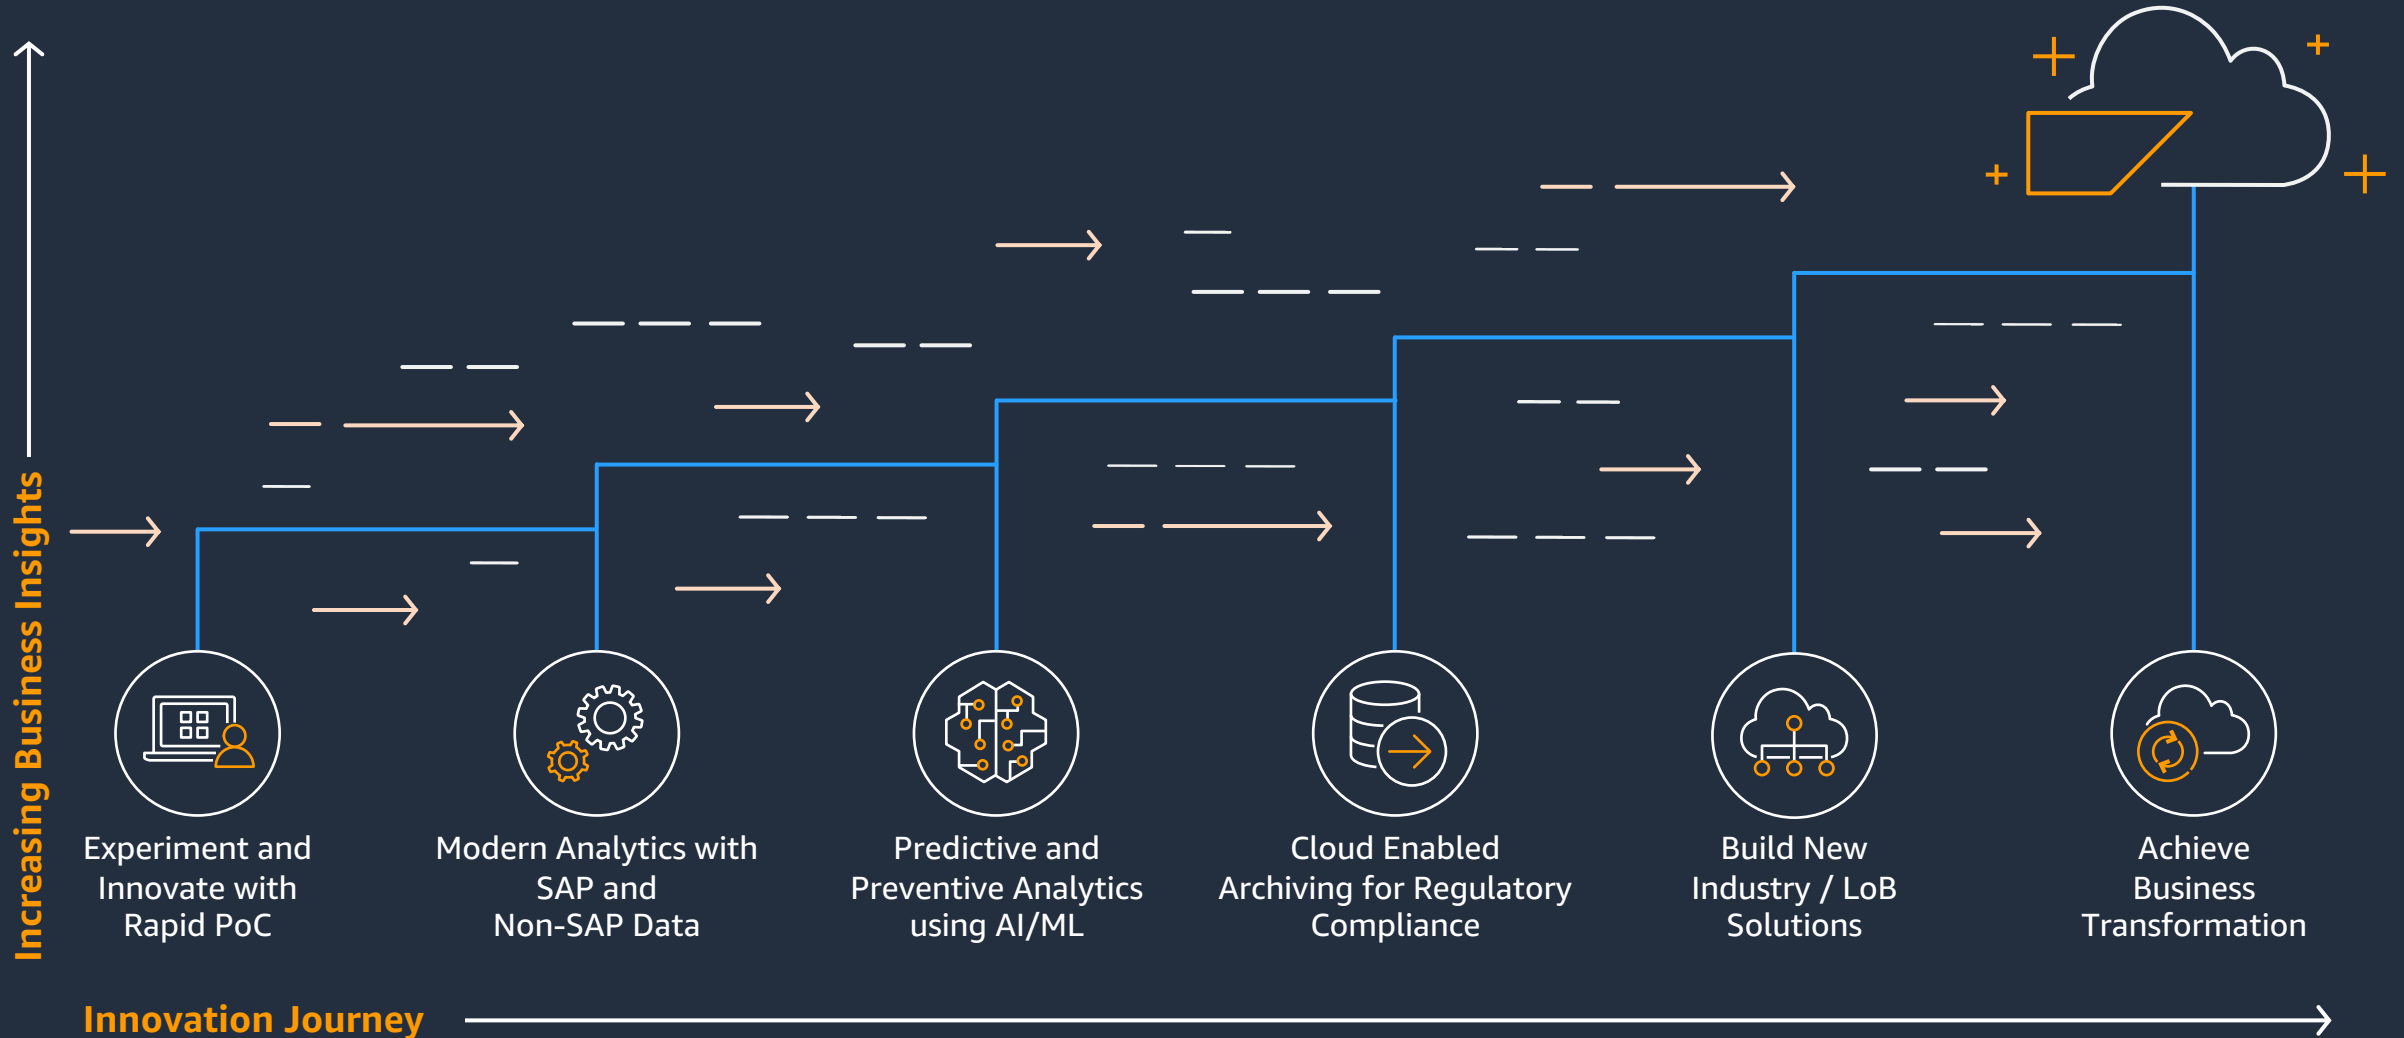 Increasing Business Insights
Experiment and
Innovate with
Rapid PoC
Modern Analytics with
SAP and
Non-SAP Data
Predictive and
Preventive Analytics
using AI/ML
Cloud Enabled
Archiving for Regulatory
Compliance
Build New
Industry / LoB
Solutions
Achieve
Business
Transformation
Innovation Journey